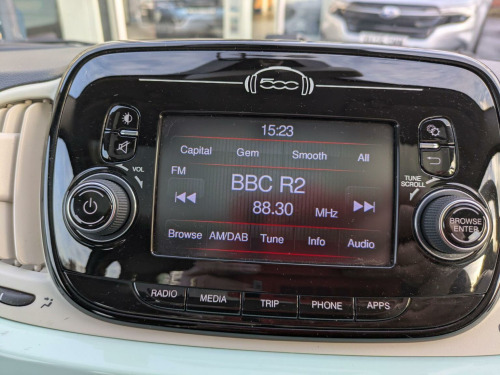 500
15:23
Capital Gem Smooth All
FM
BBC R2
88.30 MHz
Browse AM/DAB Tune Info Audio
VOL
TUNE
SCROLL
BROWSE
ENTER
RADIO MEDIA TRIP PHONE APPS